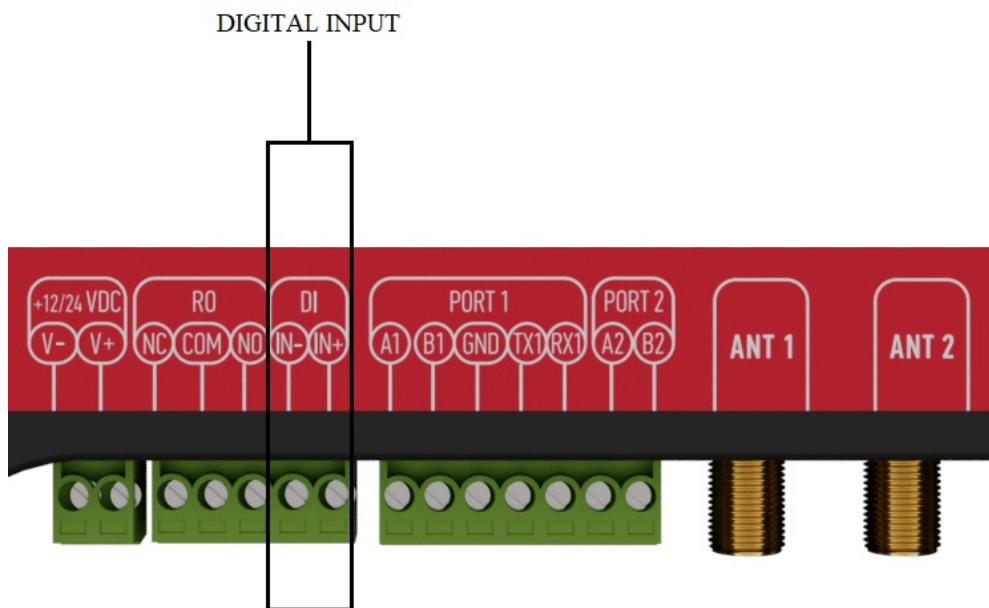 DIGITAL INPUT
+12/24 VDC RO DI PORT 1 PORT 2
V- V+ NC COM NO IN- IN+ A1 B1 GND TX1 RX1 A2 B2
ANT 1 ANT 2